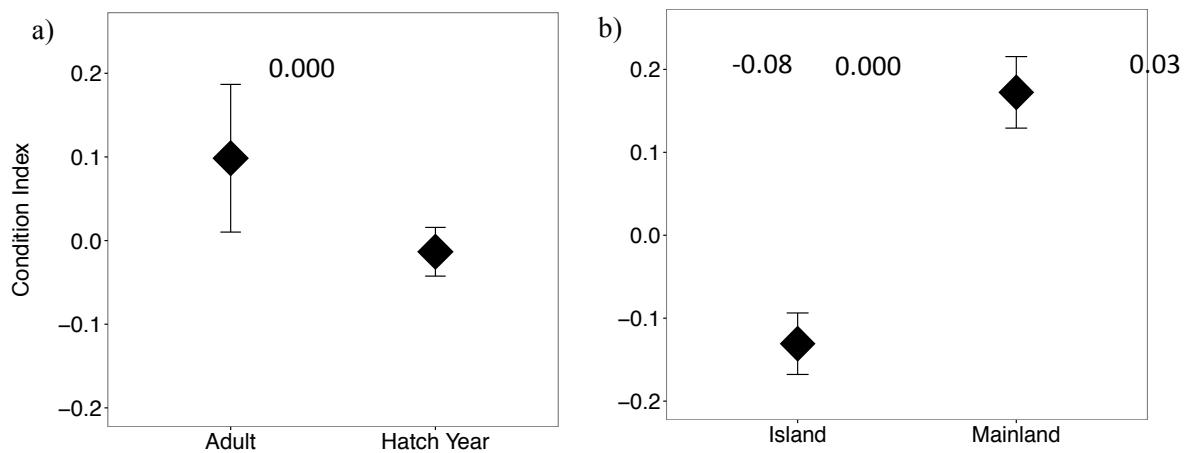 a)
0.000
Condition Index
0.2
0.1
0.0
−0.1
−0.2
Adult Hatch Year
b)
-0.08 0.000 0.03
0.2
0.1
0.0
−0.1
−0.2
Island Mainland